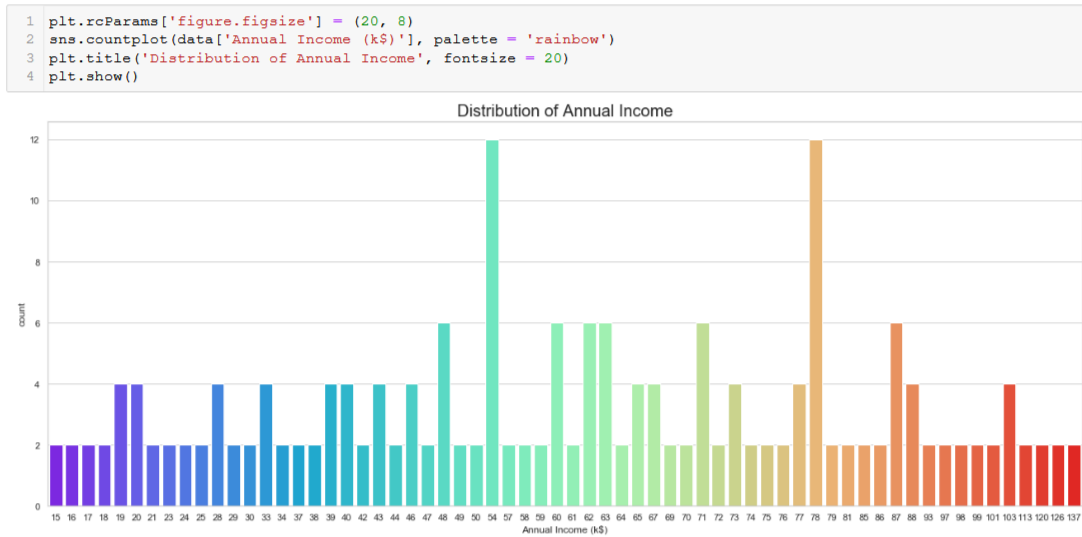 1 plt.rcParams['figure.figsize'] = (20, 8)
2 sns.countplot(data['Annual Income (k$)'], palette = 'rainbow')
3 plt.title('Distribution of Annual Income', fontsize = 20)
4 plt.show()
Distribution of Annual Income
12
10
8
6
4
2
0
count
15 16 17 18 19 20 21 23 24 25 28 29 30 33 34 37 38 39 40 42 43 44 46 47 48 49 50 54 57 58 59 60 61 62 63 64 65 67 69 70 71 72 73 74 75 76 77 78 79 81 85 86 87 88 93 97 98 99 101 103 113 120 126 137
Annual Income (k$)